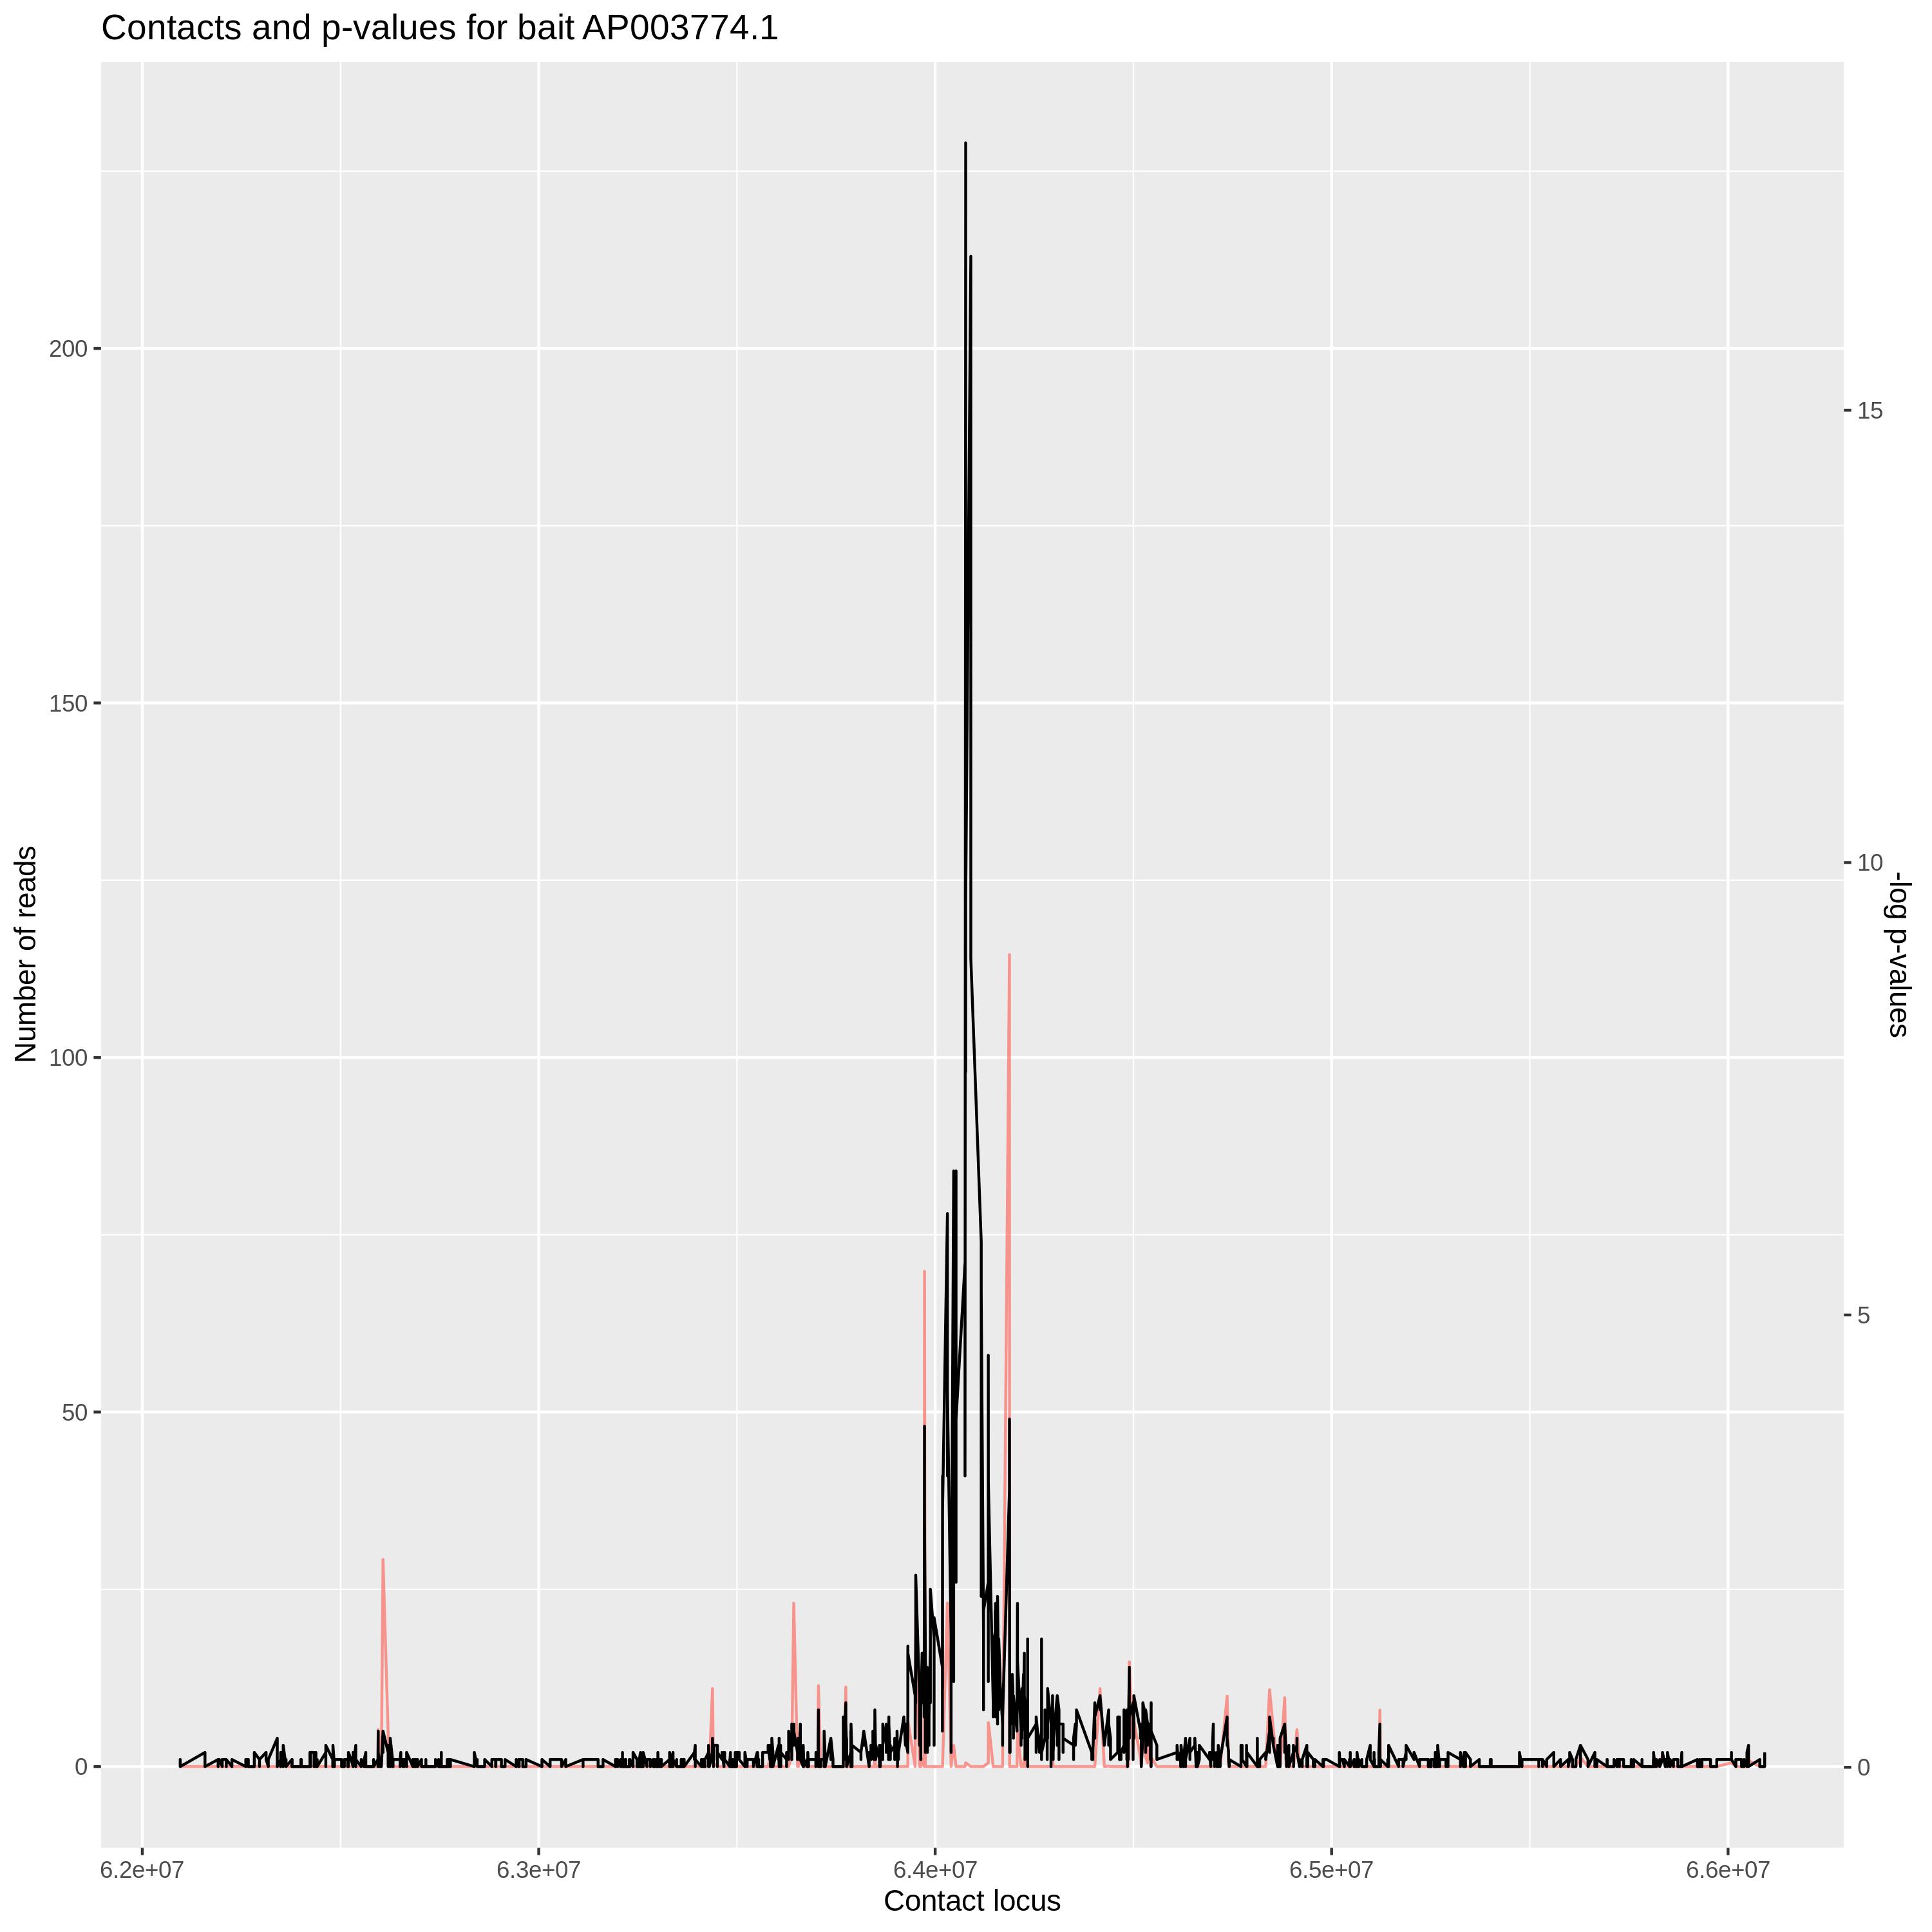 Contacts and p-values for bait AP003774.1
200
150
100
50
0
Number of reads
15
10
5
0
-log p-values
6.2e+07
6.3e+07
6.4e+07
6.5e+07
6.6e+07
Contact locus